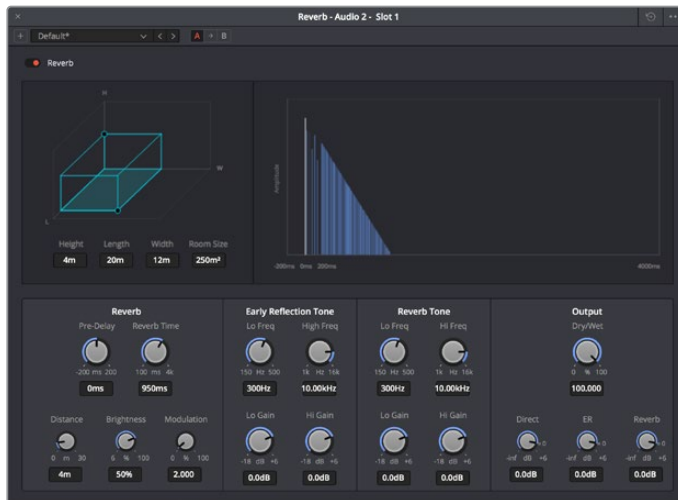 Reverb - Audio 2 - Slot 1
Default*
A
B
Reverb
H
W
L
Height Length Width Room Size
4m 20m 12m 250m²
Amplitude
-200ms 0ms 200ms 4000ms
Reverb
Pre-Delay Reverb Time
-200 ms 200 100 ms 4k
0ms 950ms
Distance Brightness Modulation
0 m 30 0 % 100 0 % 100
4m 50% 2.000
Early Reflection Tone
Lo Freq High Freq
150 Hz 500 1k Hz 16k
300Hz 10.00kHz
Lo Gain Hi Gain
-18 dB +6 -18 dB +6
0.0dB 0.0dB
Reverb Tone
Lo Freq Hi Freq
150 Hz 500 1k Hz 16k
300Hz 10.00kHz
Lo Gain Hi Gain
-18 dB +6 -18 dB +6
0.0dB 0.0dB
Output
Dry/Wet
0 % 100
100.000
Direct ER Reverb
0 0 0
-inf dB +6 -inf dB +6 -inf dB +6
0.0dB 0.0dB 0.0dB